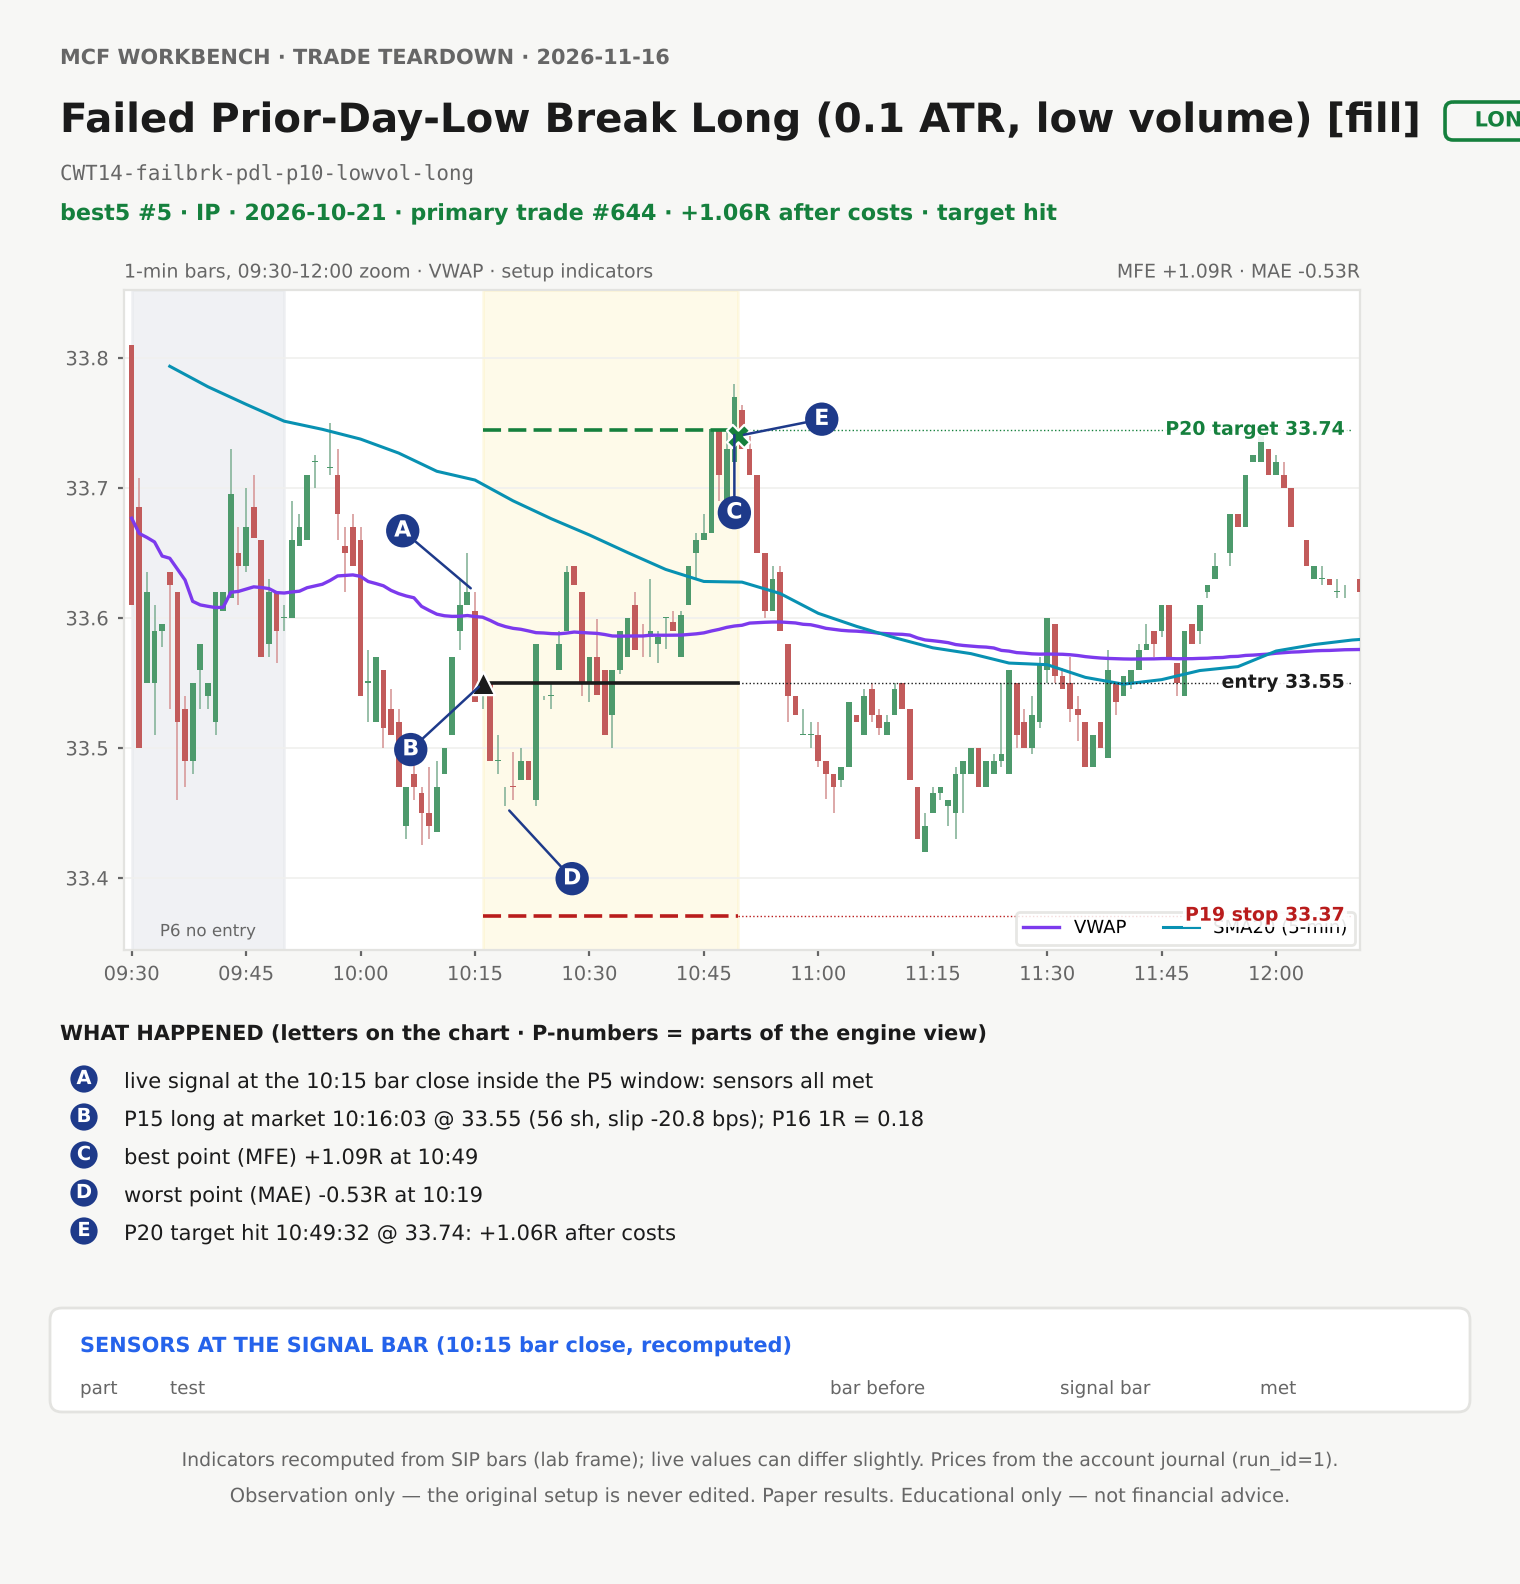 MCF WORKBENCH · TRADE TEARDOWN · 2026-11-16
Failed Prior-Day-Low Break Long (0.1 ATR, low volume) [fill]
CWT14-failbrk-pdl-p10-lowvol-long
best5 #5 · IP · 2026-10-21 · primary trade #644 · +1.06R after costs · target hit
1-min bars, 09:30-12:00 zoom · VWAP · setup indicators
MFE +1.09R · MAE -0.53R
33.8
33.7
33.6
33.5
33.4
E
P20 target 33.74
C
A
entry 33.55
B
D
P19 stop 33.37
VWAP
SMA20 (5-min)
P6 no entry
09:30 09:45 10:00 10:15 10:30 10:45 11:00 11:15 11:30 11:45 12:00
WHAT HAPPENED (letters on the chart · P-numbers = parts of the engine view)
A live signal at the 10:15 bar close inside the P5 window: sensors all met
B P15 long at market 10:16:03 @ 33.55 (56 sh, slip -20.8 bps); P16 1R = 0.18
C best point (MFE) +1.09R at 10:49
D worst point (MAE) -0.53R at 10:19
E P20 target hit 10:49:32 @ 33.74: +1.06R after costs
SENSORS AT THE SIGNAL BAR (10:15 bar close, recomputed)
part test bar before signal bar met
Indicators recomputed from SIP bars (lab frame); live values can differ slightly. Prices from the account journal (run_id=1).
Observation only — the original setup is never edited. Paper results. Educational only — not financial advice.